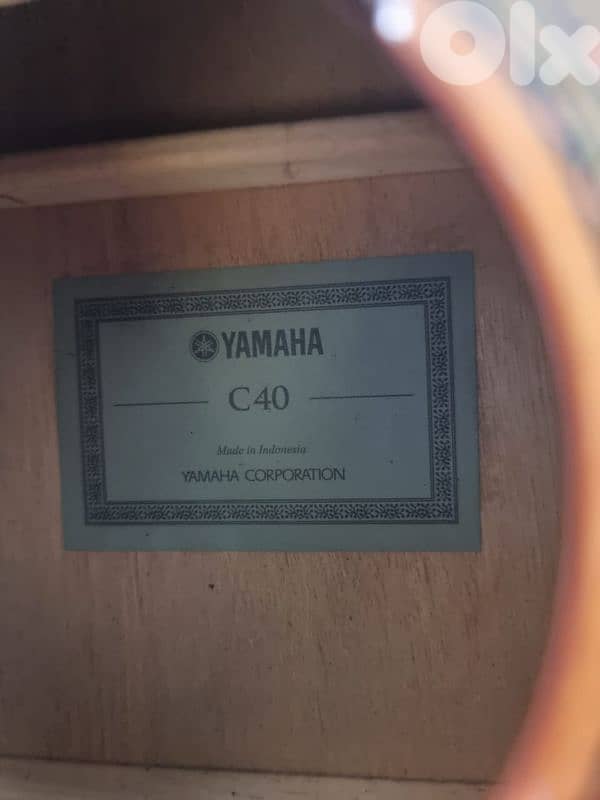 Olx
YAMAHA
C40
Made in Indonesia
YAMAHA CORPORATION